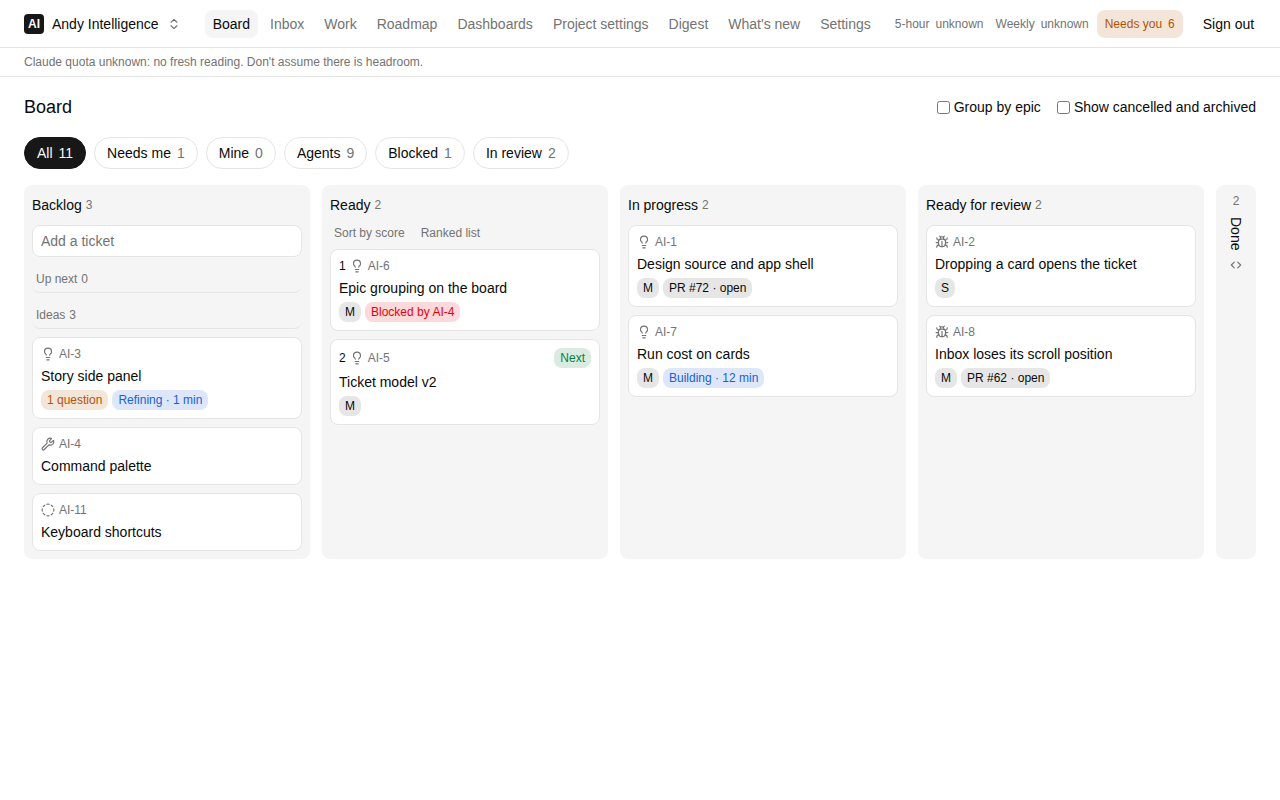 AI Andy Intelligence Board Inbox Work Roadmap Dashboards Project settings Digest What's new Settings 5-hour unknown Weekly unknown Needs you 6 Sign out
Claude quota unknown: no fresh reading. Don't assume there is headroom.
Board
Group by epic Show cancelled and archived
All 11 Needs me 1 Mine 0 Agents 9 Blocked 1 In review 2
Backlog 3
Add a ticket
Up next 0
Ideas 3
AI-3
Story side panel
1 question Refining · 1 min
AI-4
Command palette
AI-11
Keyboard shortcuts
Ready 2
Sort by score Ranked list
1 AI-6
Epic grouping on the board
M Blocked by AI-4
2 AI-5 Next
Ticket model v2
M
In progress 2
AI-1
Design source and app shell
M PR #72 · open
AI-7
Run cost on cards
M Building · 12 min
Ready for review 2
AI-2
Dropping a card opens the ticket
S
AI-8
Inbox loses its scroll position
M PR #62 · open
2
Done